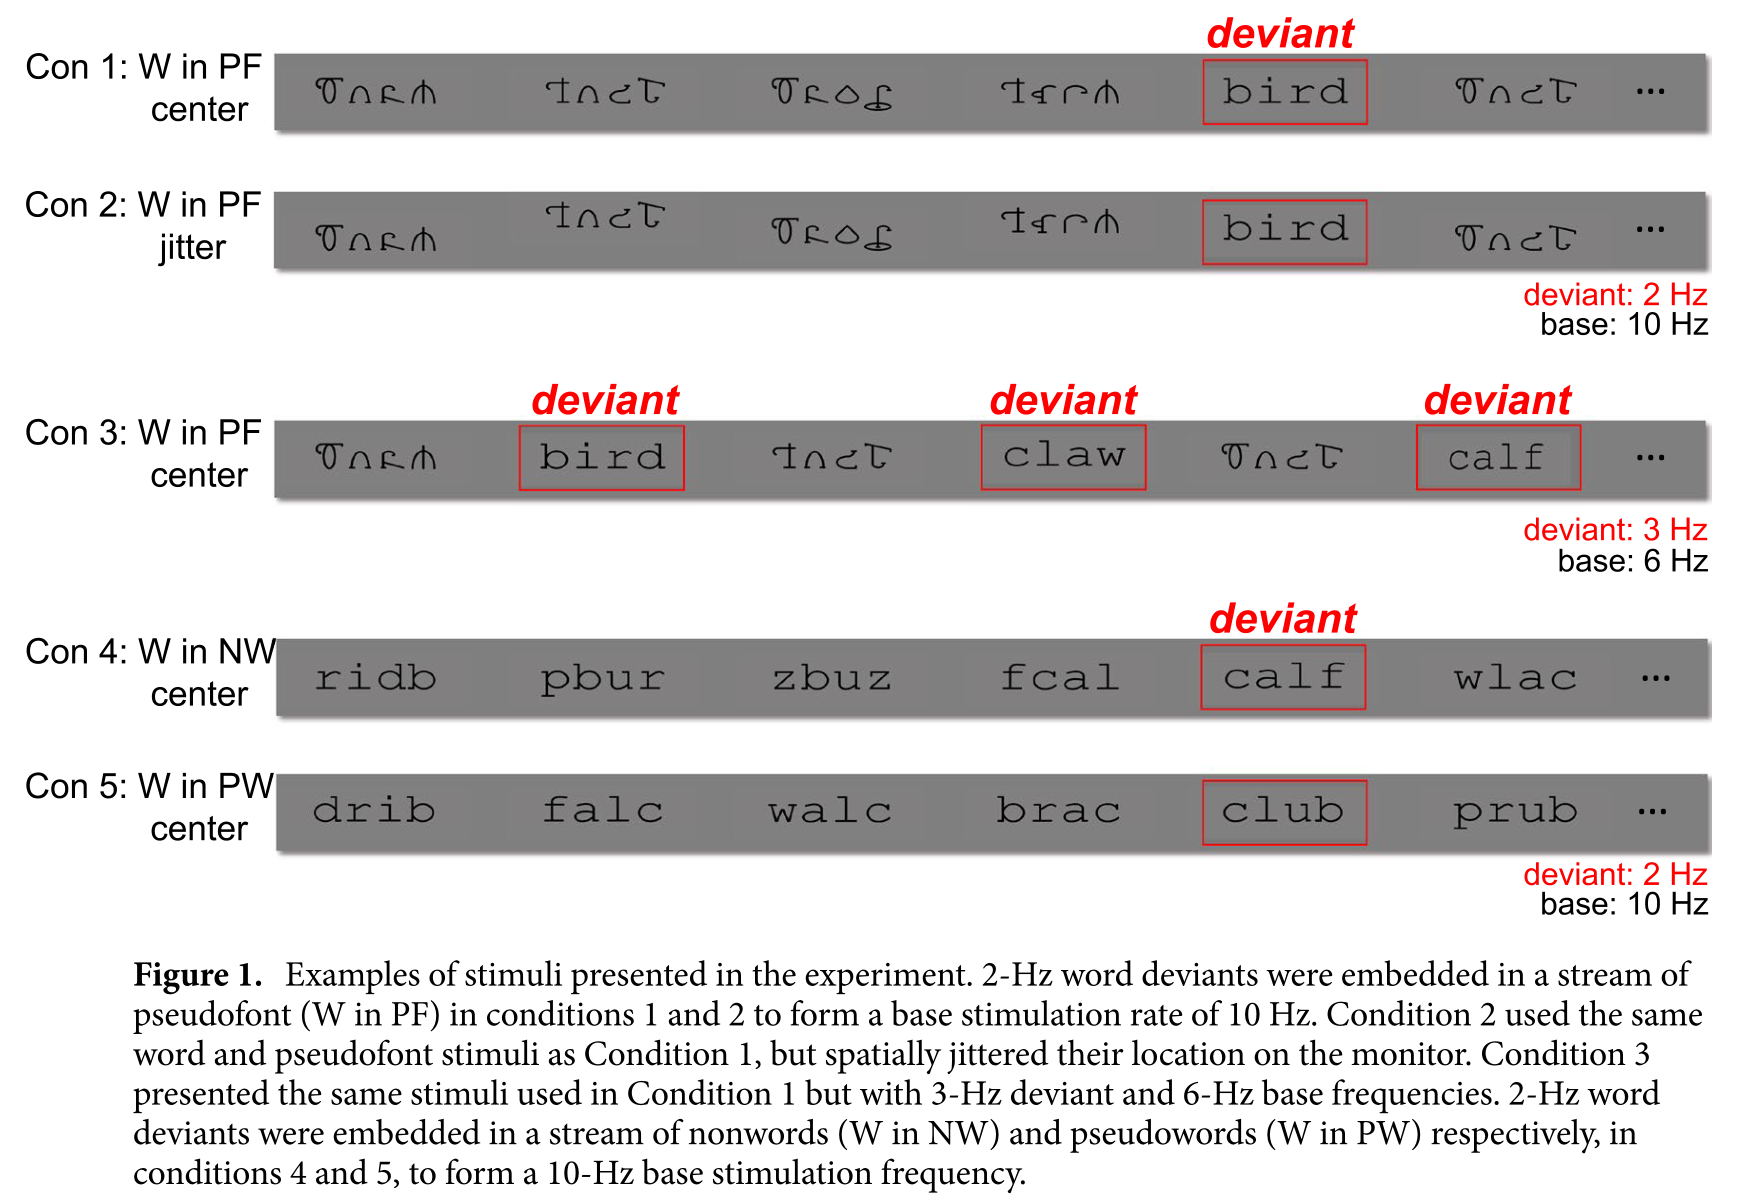 deviant
Con 1: W in PF
center
bird
...
Con 2: W in PF
jitter
bird
...
deviant: 2 Hz
base: 10 Hz
deviant deviant deviant
Con 3: W in PF
center
bird claw calf
...
deviant: 3 Hz
base: 6 Hz
deviant
Con 4: W in NW
center
ridb pbur zbuz fcal calf wlac ...
Con 5: W in PW
center
drib falc walc brac club prub ...
deviant: 2 Hz
base: 10 Hz
Figure 1. Examples of stimuli presented in the experiment. 2-Hz word deviants were embedded in a stream of
pseudofont (W in PF) in conditions 1 and 2 to form a base stimulation rate of 10 Hz. Condition 2 used the same
word and pseudofont stimuli as Condition 1, but spatially jittered their location on the monitor. Condition 3
presented the same stimuli used in Condition 1 but with 3-Hz deviant and 6-Hz base frequencies. 2-Hz word
deviants were embedded in a stream of nonwords (W in NW) and pseudowords (W in PW) respectively, in
conditions 4 and 5, to form a 10-Hz base stimulation frequency.